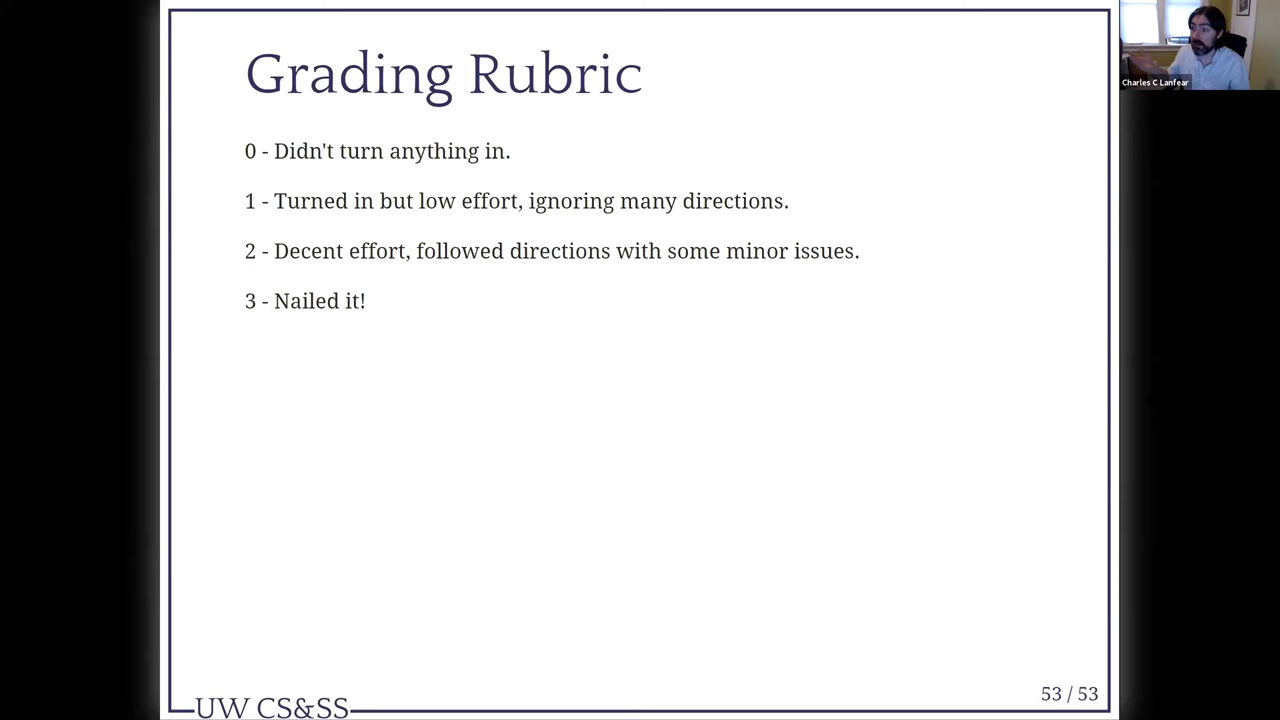 Grading Rubric
0 - Didn't turn anything in.
1 - Turned in but low effort, ignoring many directions.
2 - Decent effort, followed directions with some minor issues.
3 - Nailed it!
53 / 53
UW CS&SS
Charles C Lanfear